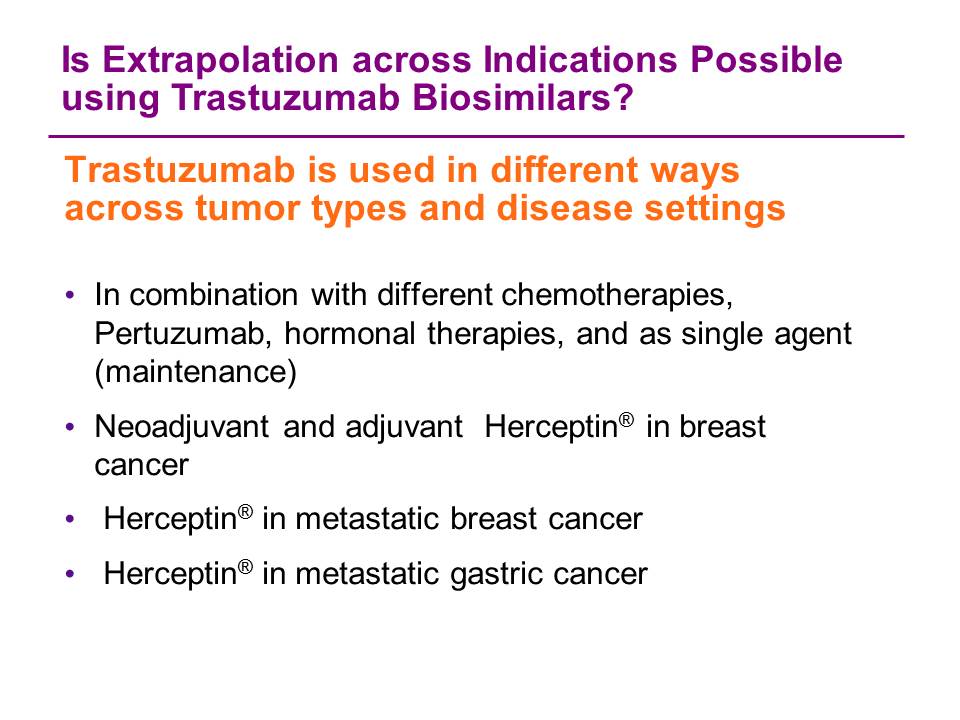 Is Extrapolation across Indications Possible
using Trastuzumab Biosimilars?
Trastuzumab is used in different ways
across tumor types and disease settings
• In combination with different chemotherapies,
Pertuzumab, hormonal therapies, and as single agent
(maintenance)
• Neoadjuvant and adjuvant  Herceptin® in breast
cancer
•  Herceptin® in metastatic breast cancer
•  Herceptin® in metastatic gastric cancer